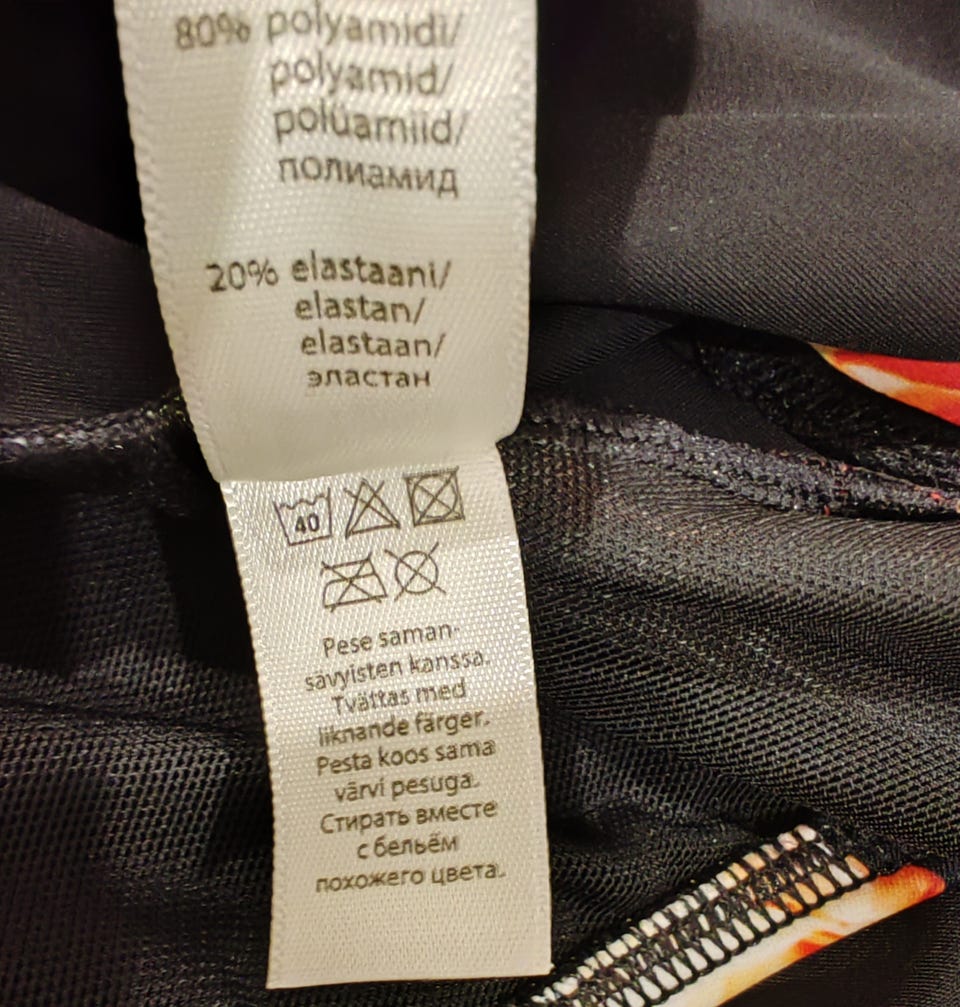 80% polyamidi/
polyamid/
polüamiid/
полиамид
20% elastaani/
elastan/
elastaan/
эластан
40
Pese saman-
sävyisten kanssa.
Tvättas med
liknande färger.
Pesta koos sama
värvi pesuga.
Стирать вместе
с бельём
похожего цвета.